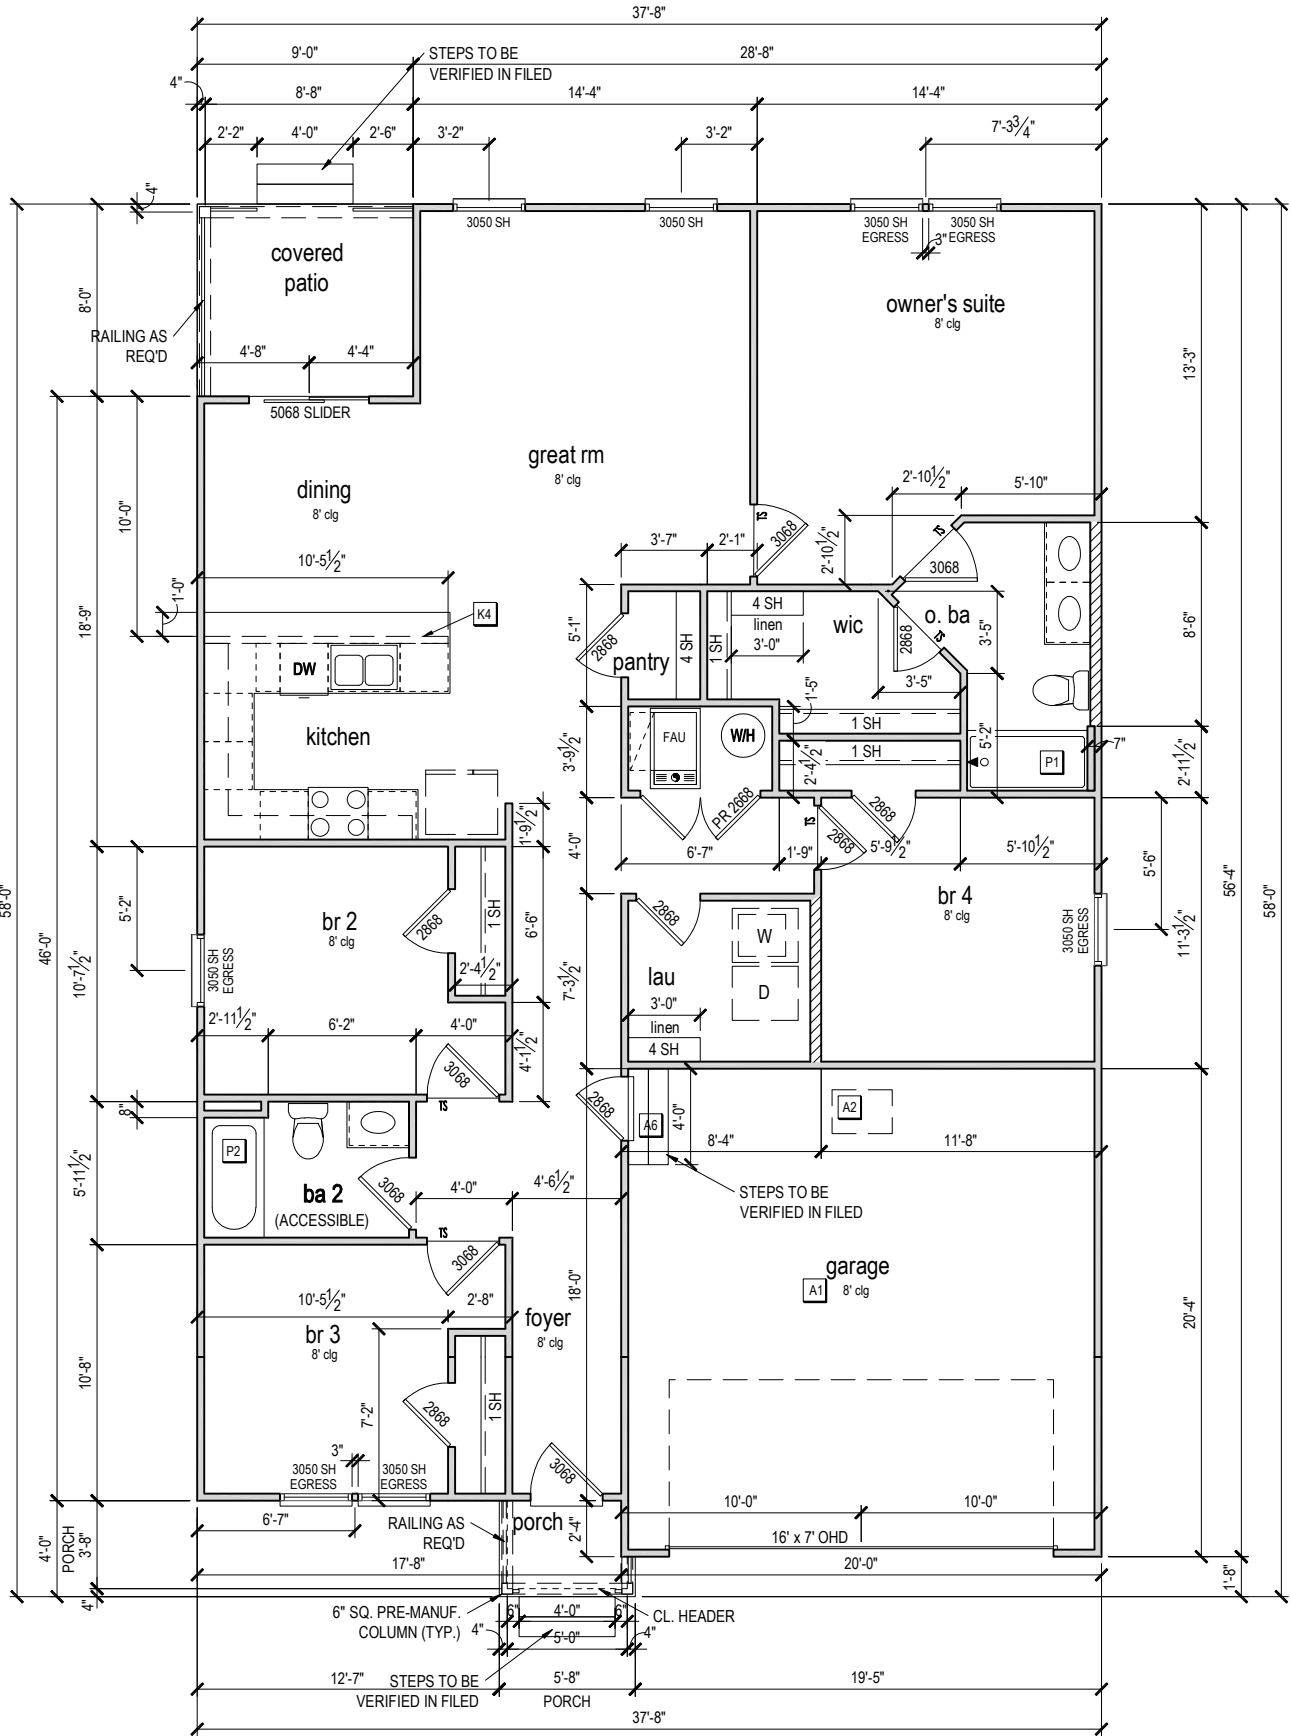 37'-8"
9'-0"
STEPS TO BE
VERIFIED IN FILED
28'-8"
4"
8'-8"
14'-4"
14'-4"
2'-2"
4'-0"
2'-6"
3'-2"
3'-2"
7'-3 3/4"
4"
3050 SH
3050 SH
3050 SH
EGRESS
3050 SH
EGRESS
3"
covered
patio
owner's suite
8' clg
8'-0"
RAILING AS
REQ'D
4'-8"
4'-4"
13'-3"
5068 SLIDER
great rm
8' clg
dining
8' clg
10'-0"
2'-10 1/2"
5'-10"
TS
3068
TS
3'-7"
2'-1"
2'-10 1/2"
3068
10'-5 1/2"
1'-0"
18'-9"
K4
5'-1"
2868
pantry
4 SH
1 SH
4 SH
linen
3'-0"
wic
2868
o. ba
TS
3'-5"
8'-6"
DW
3'-5"
1'-5"
1 SH
kitchen
3'-9 1/2"
FAU
W/H
1 SH
2'-4 1/2"
5'-2"
P1
7"
2'-11 1/2"
PR 2668
2868
TS
2868
1'-9 1/2"
4'-0"
6'-7"
1'-9"
5'-9 1/2"
5'-10 1/2"
5'-6"
58'-0"
46'-0"
56'-4"
58'-0"
5'-2"
br 2
8' clg
2868
1 SH
6'-6"
2868
W
br 4
8' clg
3050 SH
EGRESS
11'-3 1/2"
3050 SH
EGRESS
10'-7 1/2"
2'-4 1/2"
7'-3 1/2"
lau
D
3'-0"
linen
4 SH
2'-11 1/2"
6'-2"
4'-0"
4'-1 1/2"
3068
TS
8"
2868
A6
4'-0"
A2
P2
8'-4"
11'-8"
5'-11 1/2"
ba 2
(ACCESSIBLE)
3068
4'-0"
4'-6 1/2"
STEPS TO BE
VERIFIED IN FILED
TS
3068
18'-0"
garage
8' clg
A1
10'-5 1/2"
2'-8"
foyer
8' clg
br 3
8' clg
20'-4"
10'-8"
7'-2"
2868
1 SH
3"
3050 SH
EGRESS
3050 SH
EGRESS
3068
6'-7"
RAILING AS
REQ'D
porch
2'-4"
10'-0"
10'-0"
16' x 7' OHD
4'-0"
PORCH
3'-8"
17'-8"
20'-0"
1'-8"
4"
6" SQ. PRE-MANUF.
COLUMN (TYP.)
6"
4'-0"
6"
CL. HEADER
4"
5'-0"
4"
12'-7"
STEPS TO BE
VERIFIED IN FILED
5'-8"
PORCH
19'-5"
37'-8"